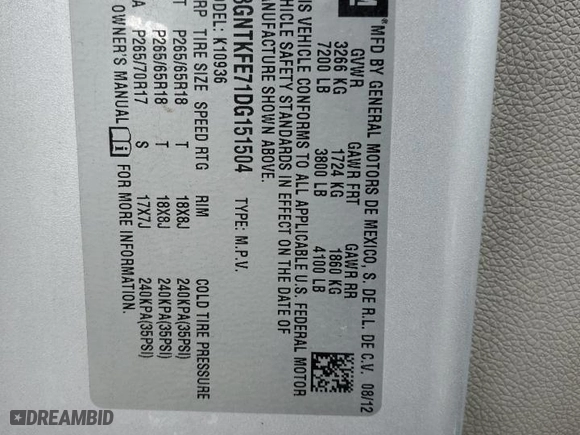 MFD BY GENERAL MOTORS DE MEXICO, S. DE R.L. DE C.V. 08/12
GVWR GAWR FRT GAWR RR
3266 KG 1724 KG 1860 KG
7200 LB 3800 LB 4100 LB
VEHICLE CONFORMS TO ALL APPLICABLE U.S. FEDERAL MOTOR
SAFETY STANDARDS IN EFFECT ON THE DATE OF
MANUFACTURE SHOWN ABOVE.
GNTKFE71DG151504 TYPE: M.P.V.
MODEL: K10936
TIRE SIZE SPEED RTG RIM COLD TIRE PRESSURE
P265/65R18 T 18X8J 240KPA(35PSI)
P265/65R18 T 18X8J 240KPA(35PSI)
P265/70R17 S 17X7J 240KPA(35PSI)
OWNER'S MANUAL FOR MORE INFORMATION.
DREAMBID